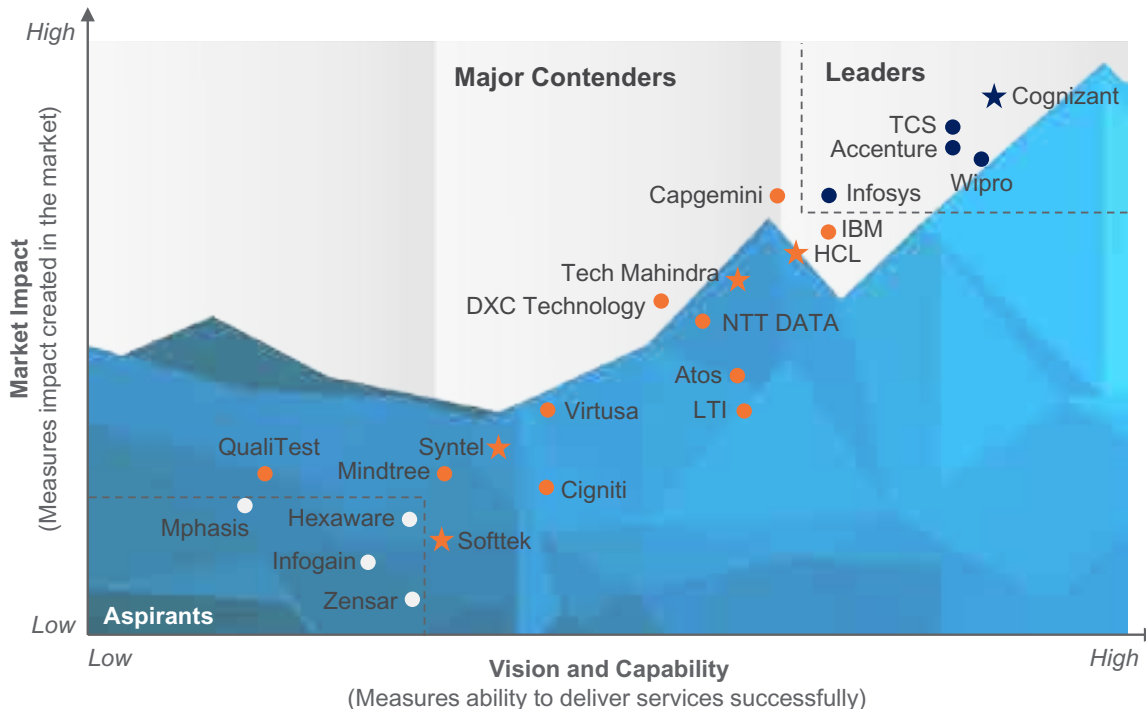 High
Major Contenders
Leaders
Cognizant
TCS
Accenture
Wipro
Capgemini
Infosys
IBM
HCL
Tech Mahindra
DXC Technology
NTT DATA
Atos
Virtusa
LTI
QualiTest
Syntel
Mindtree
Cigniti
Mphasis
Hexaware
Softtek
Infogain
Zensar
Aspirants
Market Impact
(Measures impact created in the market)
Low
Low
High
Vision and Capability
(Measures ability to deliver services successfully)